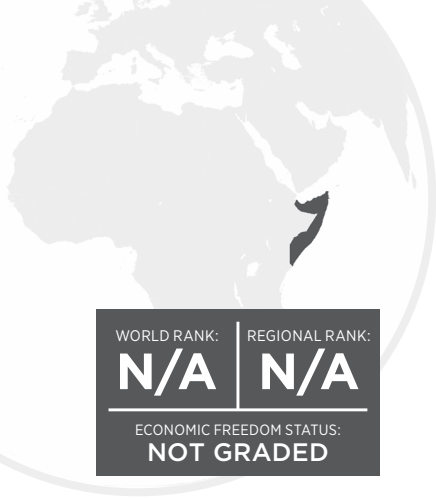 WORLD RANK:
N/A
REGIONAL RANK:
N/A
ECONOMIC FREEDOM STATUS:
NOT GRADED